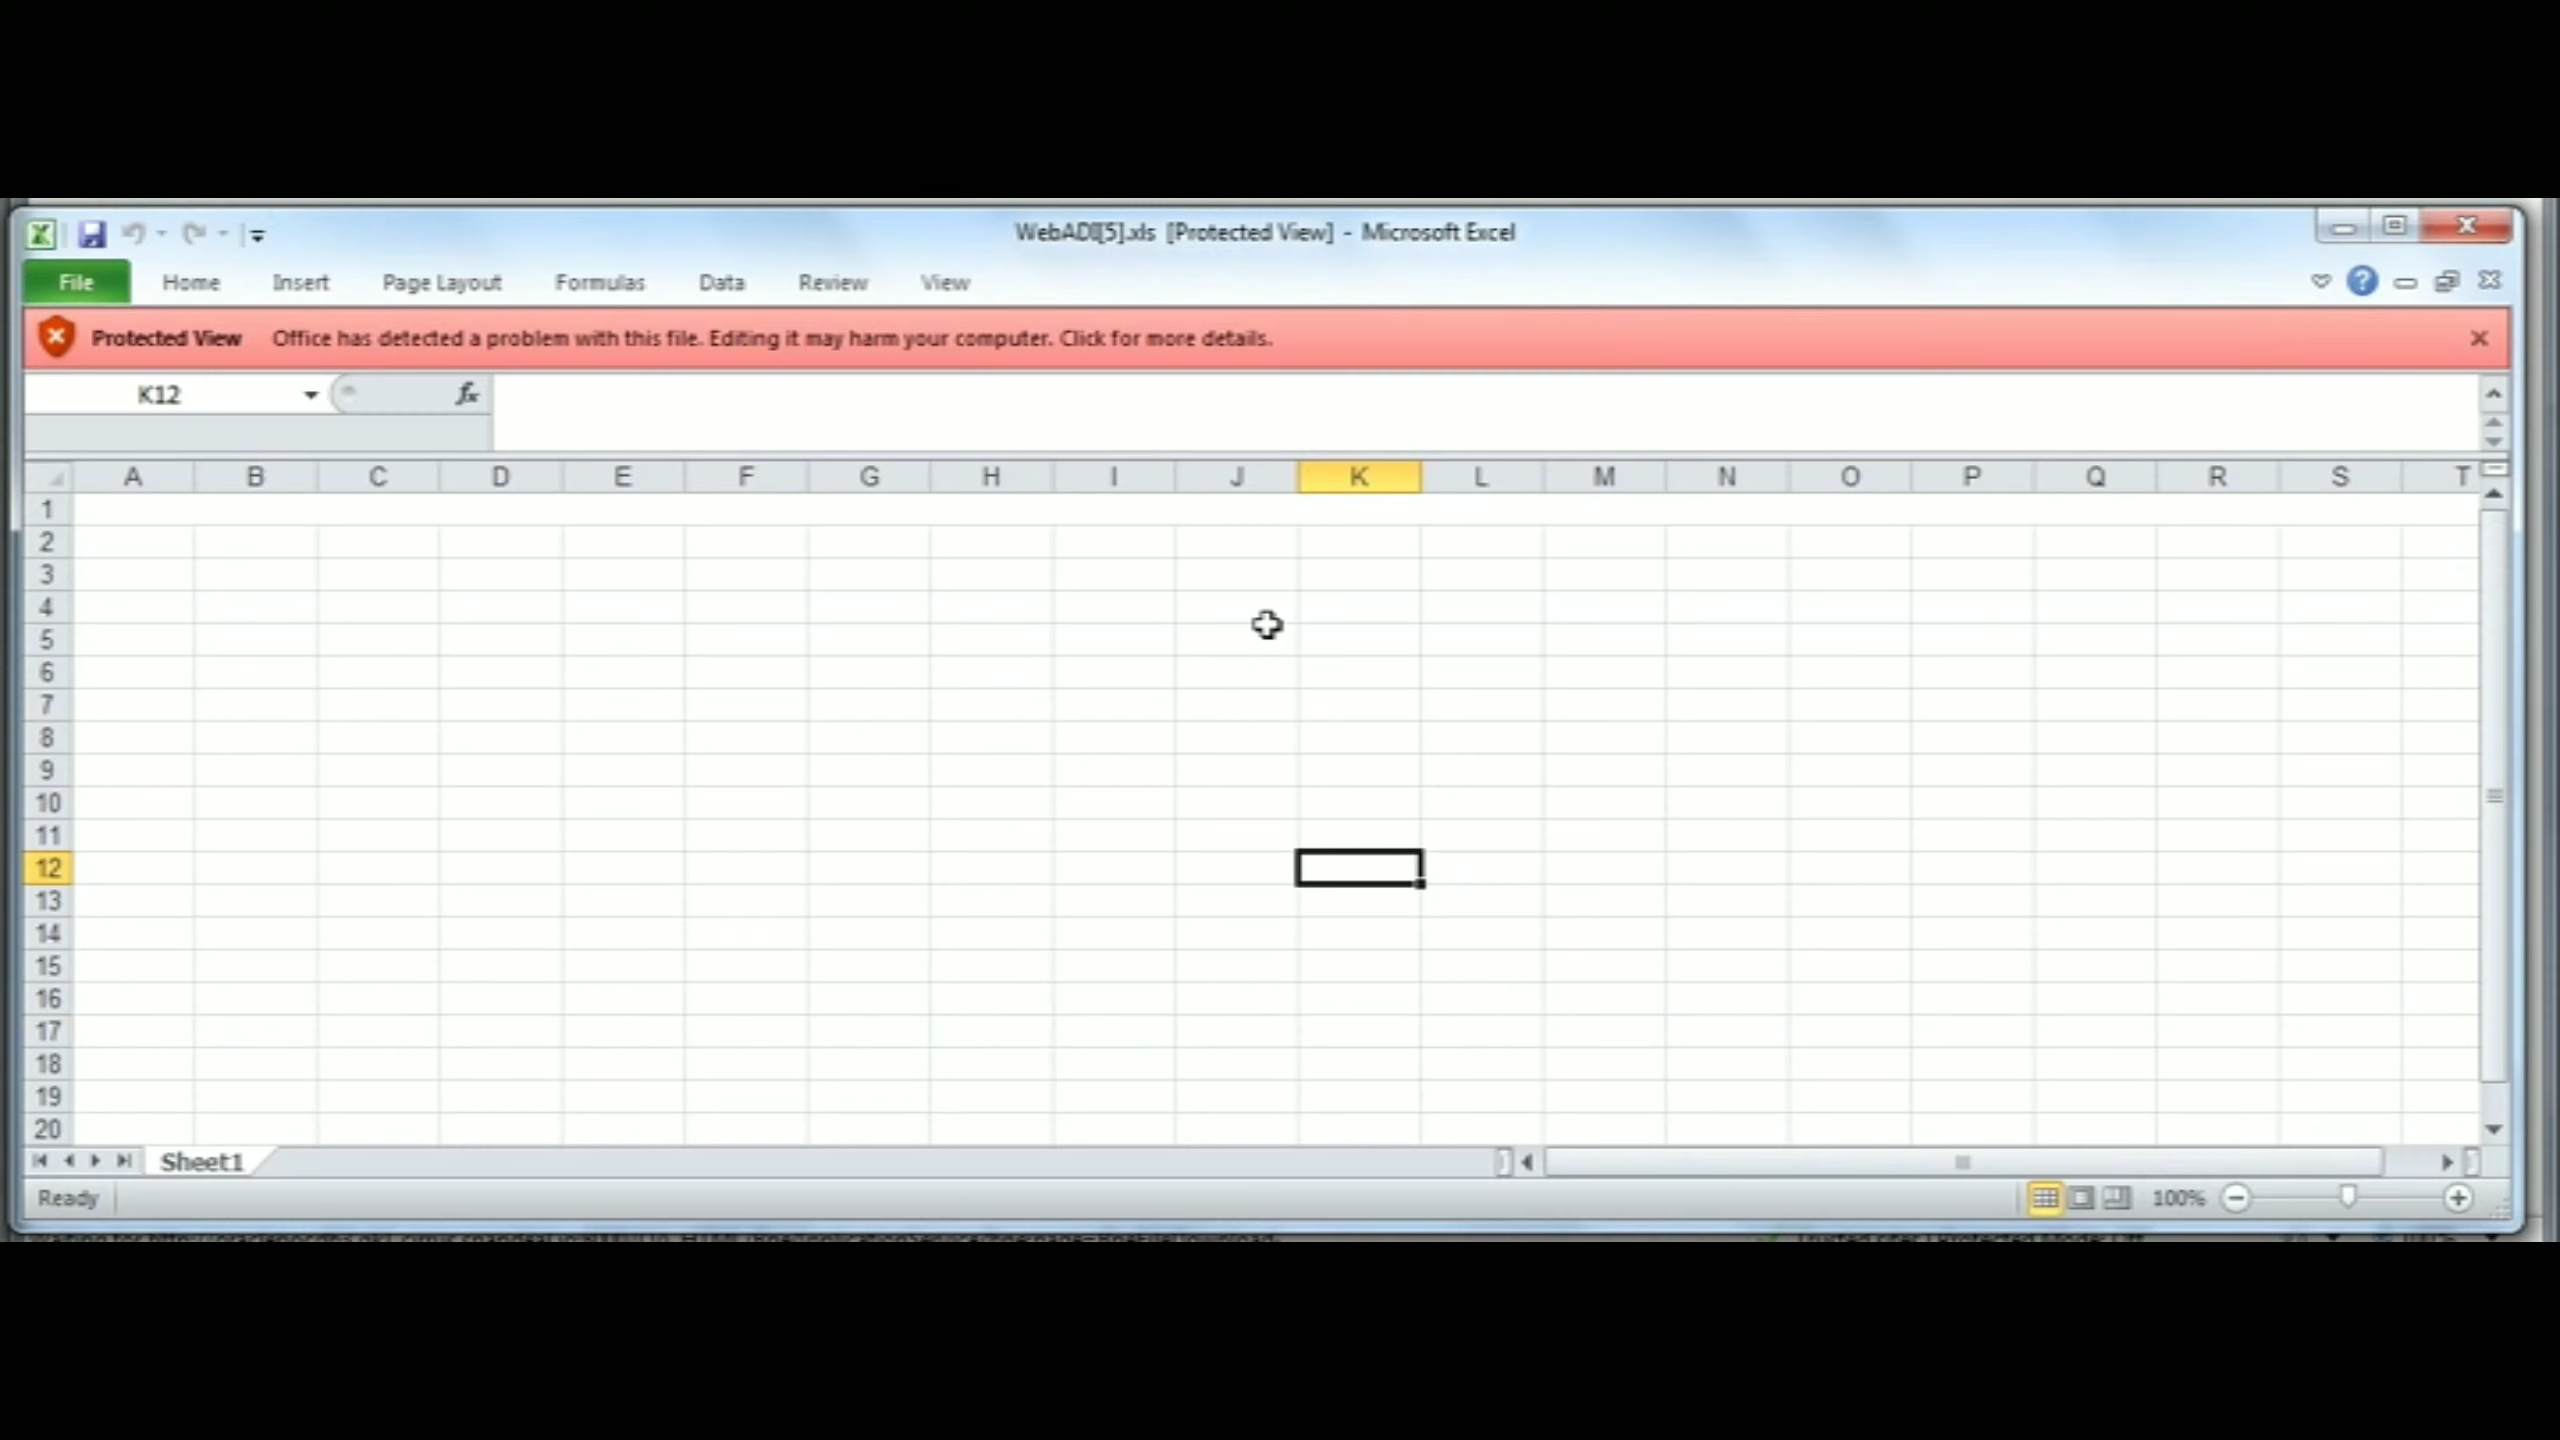 WebADI[5].xls [Protected View] - Microsoft Excel
File Home Insert Page Layout Formulas Data Review View
Protected View Office has detected a problem with this file. Editing it may harm your computer. Click for more details.
K12 fx
A B C D E F G H I J K L M N O P Q R S T
1
2
3
4
5
6
7
8
9
10
11
12
13
14
15
16
17
18
19
20
Sheet1
Ready 100%